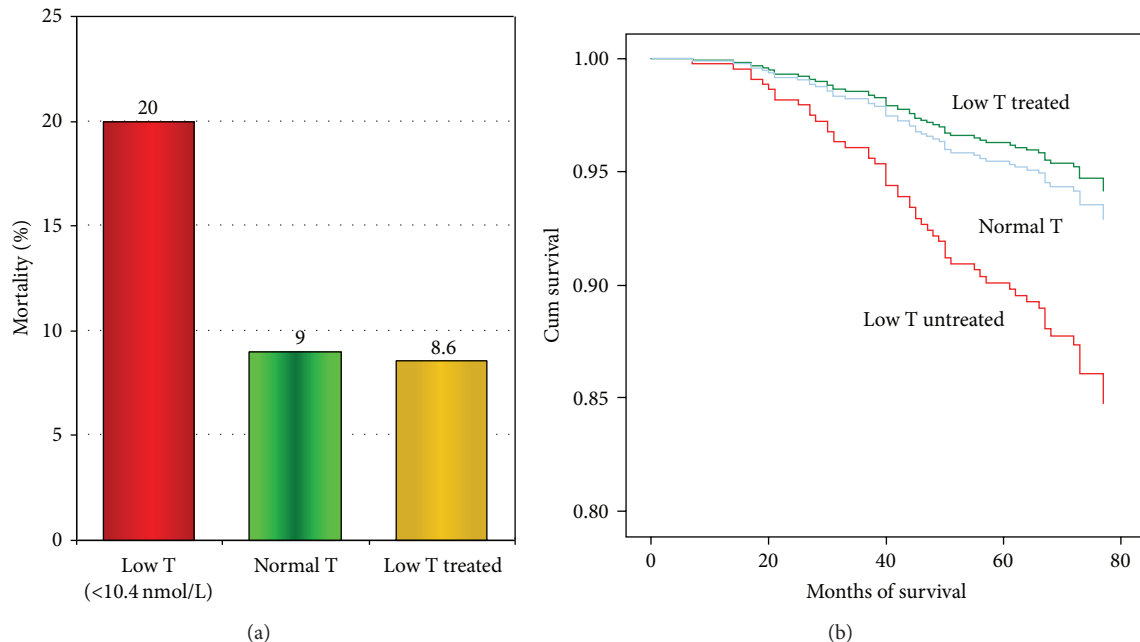 25
20
15
10
5
0
Mortality (%)
20
9
8.6
Low T
(<10.4 nmol/L)
Normal T
Low T treated
(a)
1.00
0.95
0.90
0.85
0.80
Cum survival
Low T treated
Normal T
Low T untreated
0
20
40
60
80
Months of survival
(b)